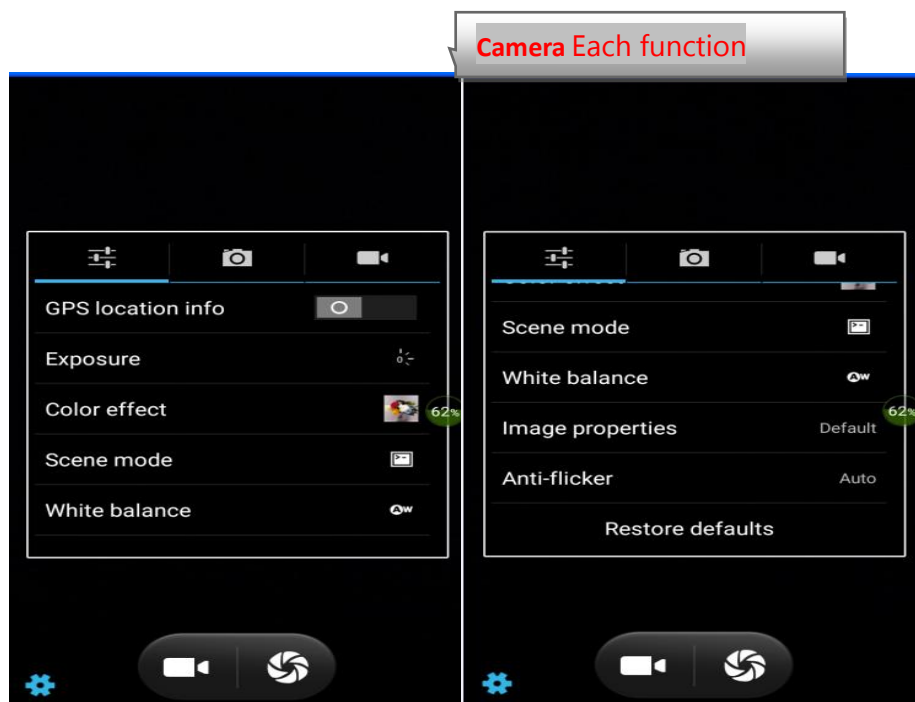 Camera Each function
GPS location info
Exposure
Color effect
62%
Scene mode
White balance
Scene mode
White balance
62%
Image properties Default
Anti-flicker Auto
Restore defaults